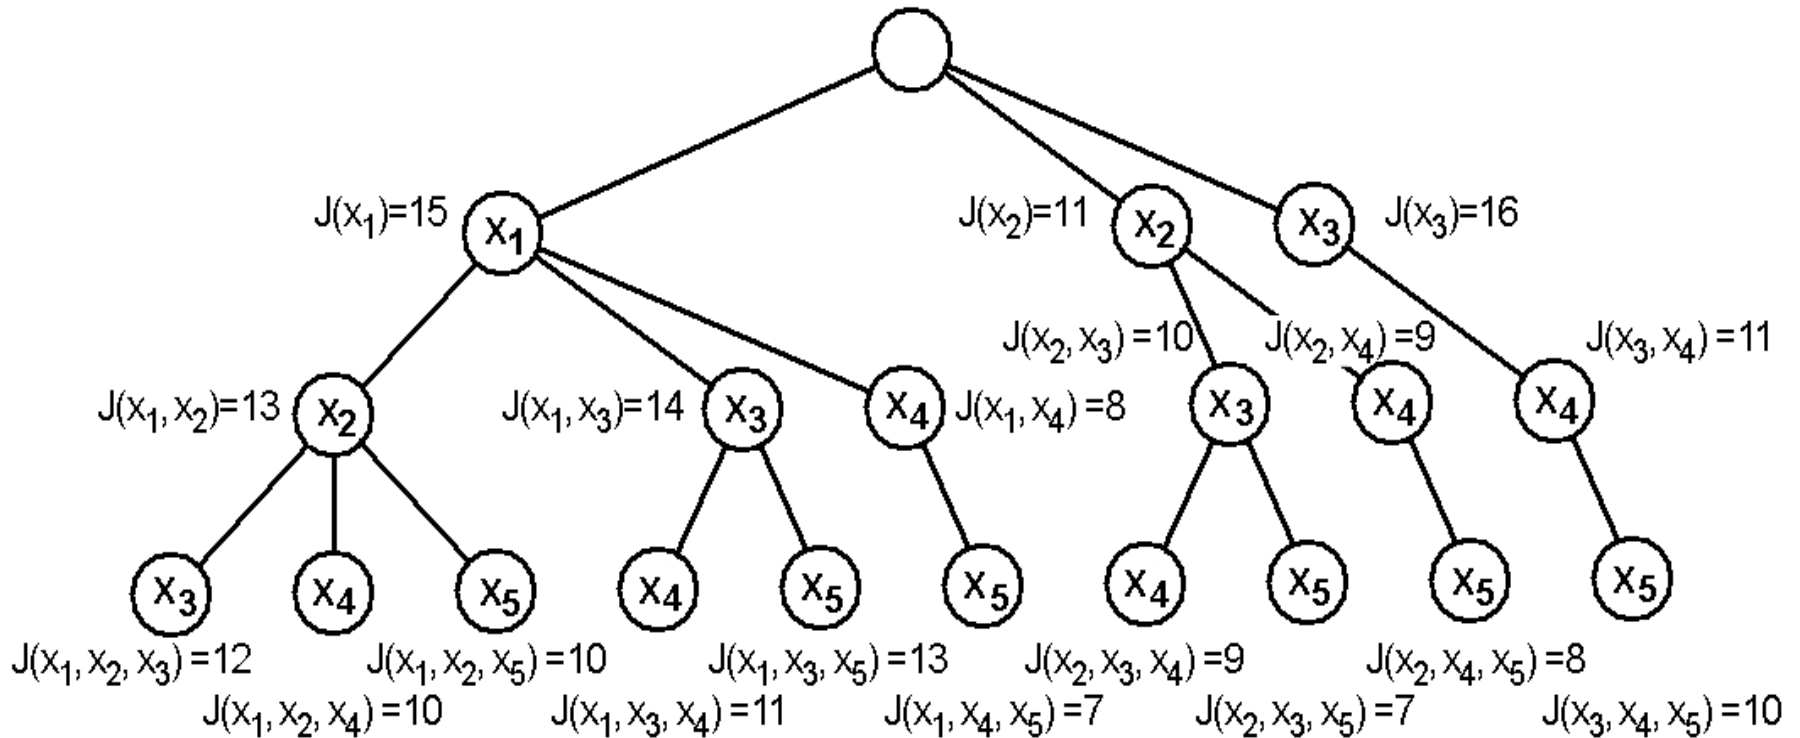 J(x₁)=15
x₁
J(x₂)=11
x₂
x₃
J(x₃)=16
J(x₂, x₃) =10
J(x₂, x₄) =9
J(x₃, x₄) =11
J(x₁, x₂)=13
x₂
J(x₁, x₃)=14
x₃
x₄
J(x₁, x₄) =8
x₃
x₄
x₄
x₃
x₄
x₅
x₄
x₅
x₅
x₄
x₅
x₅
x₅
J(x₁, x₂, x₃) =12
J(x₁, x₂, x₅) =10
J(x₁, x₃, x₅) =13
J(x₂, x₃, x₄) =9
J(x₂, x₄, x₅) =8
J(x₁, x₂, x₄) =10
J(x₁, x₃, x₄) =11
J(x₁, x₄, x₅) =7
J(x₂, x₃, x₅) =7
J(x₃, x₄, x₅) =10